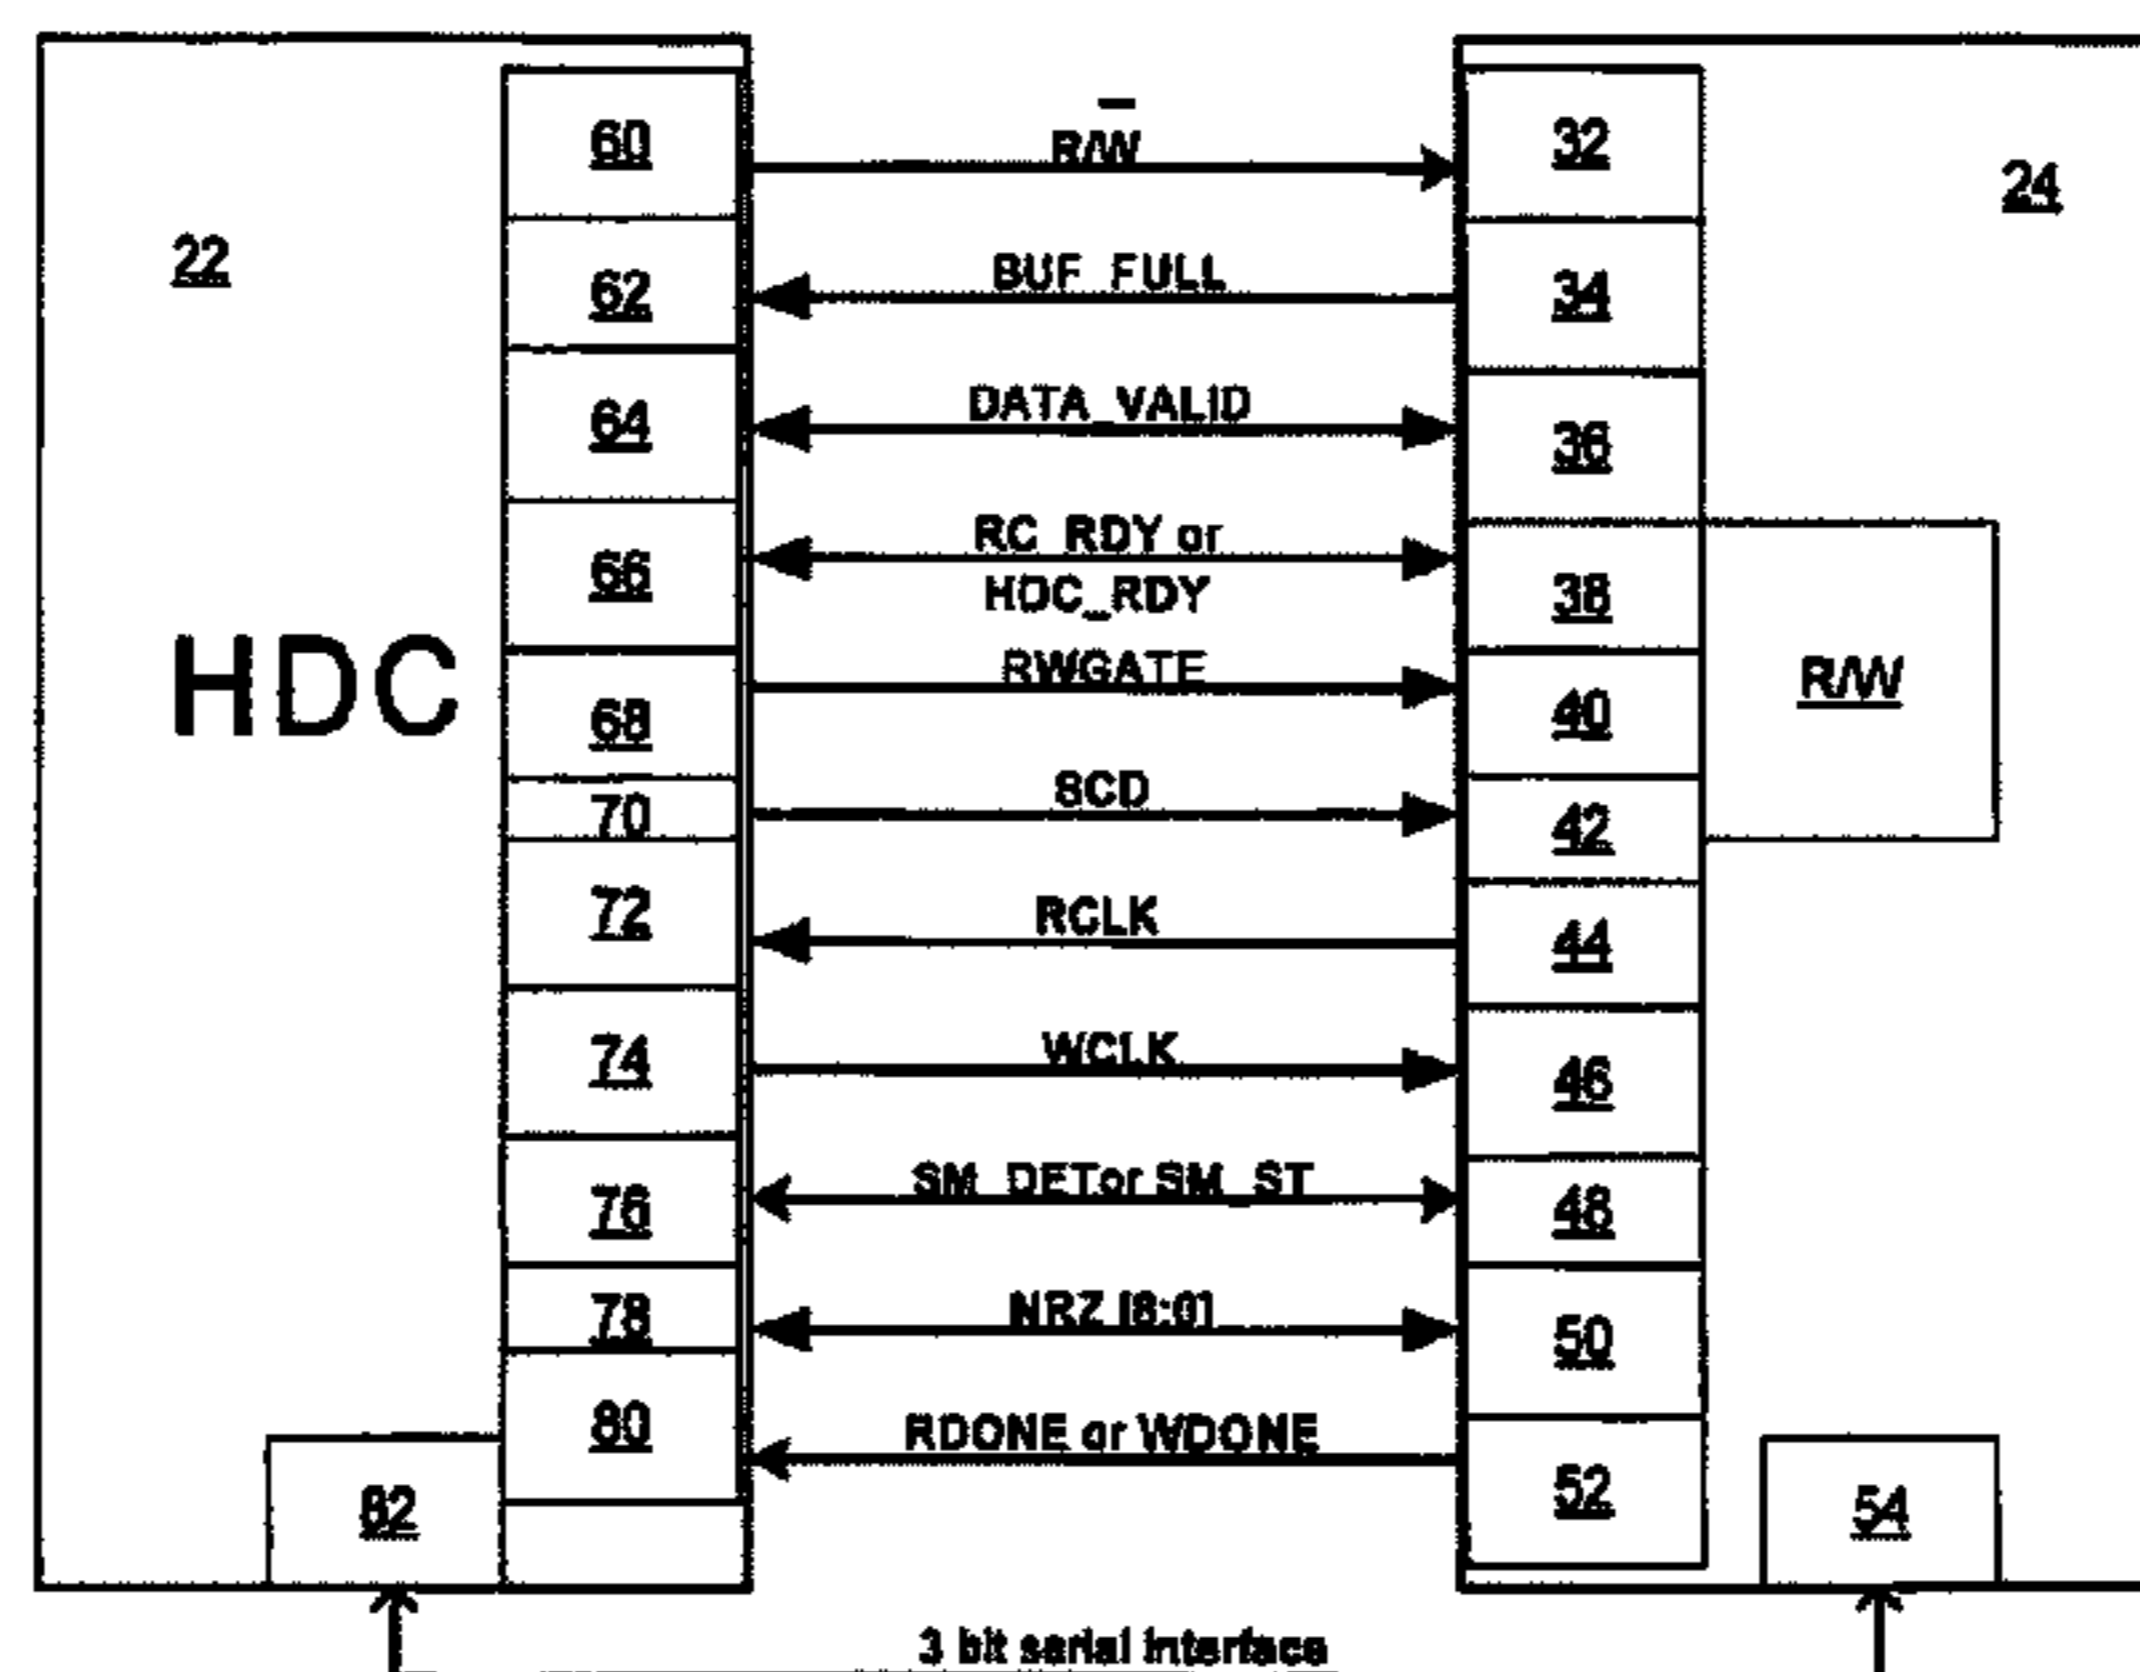 60
R/W̅
32
24
22
62
BUF_FULL
34
64
DATA_VALID
36
66
RC_RDY or
HDC_RDY
38
HDC
68
RWGATE
40
R/W
70
SCD
42
72
RCLK
44
74
WCLK
46
76
SM_DET or SM_ST
48
78
NRZ [8:0]
50
80
RDONE or WDONE
52
82
54
3 bit serial interface